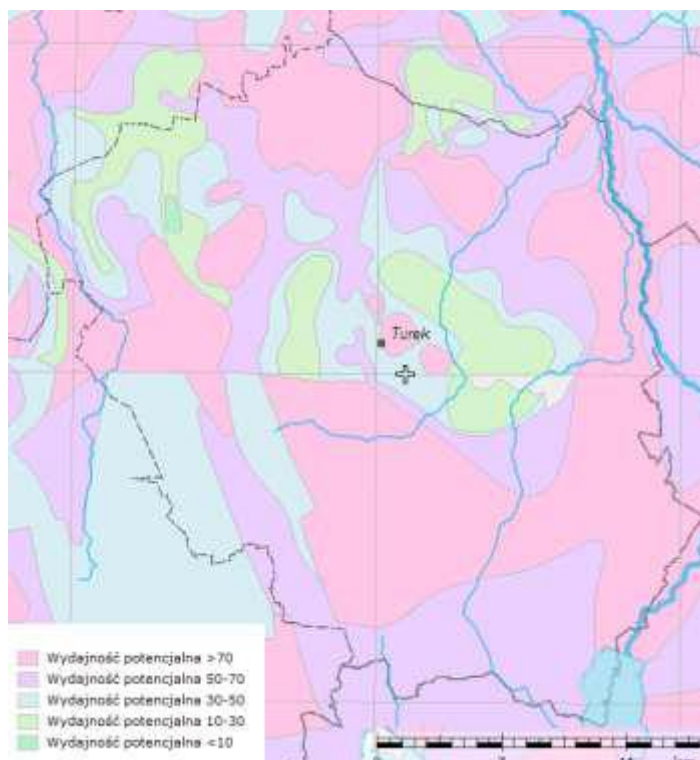 Turek
Wydajność potencjalna >70
Wydajność potencjalna 50-70
Wydajność potencjalna 30-50
Wydajność potencjalna 10-30
Wydajność potencjalna <10